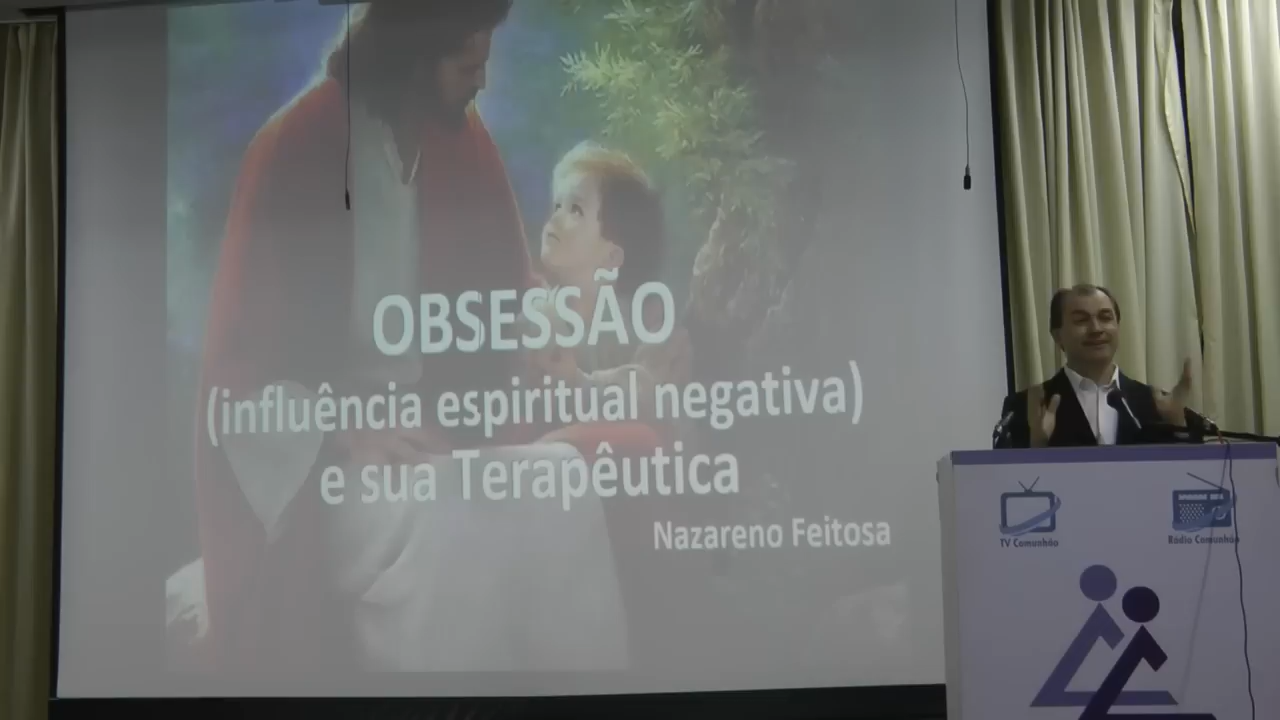 OBSESSÃO
(influência espiritual negativa)
e sua Terapêutica
Nazareno Feitosa
TV Comunhão
Rádio Comunhão